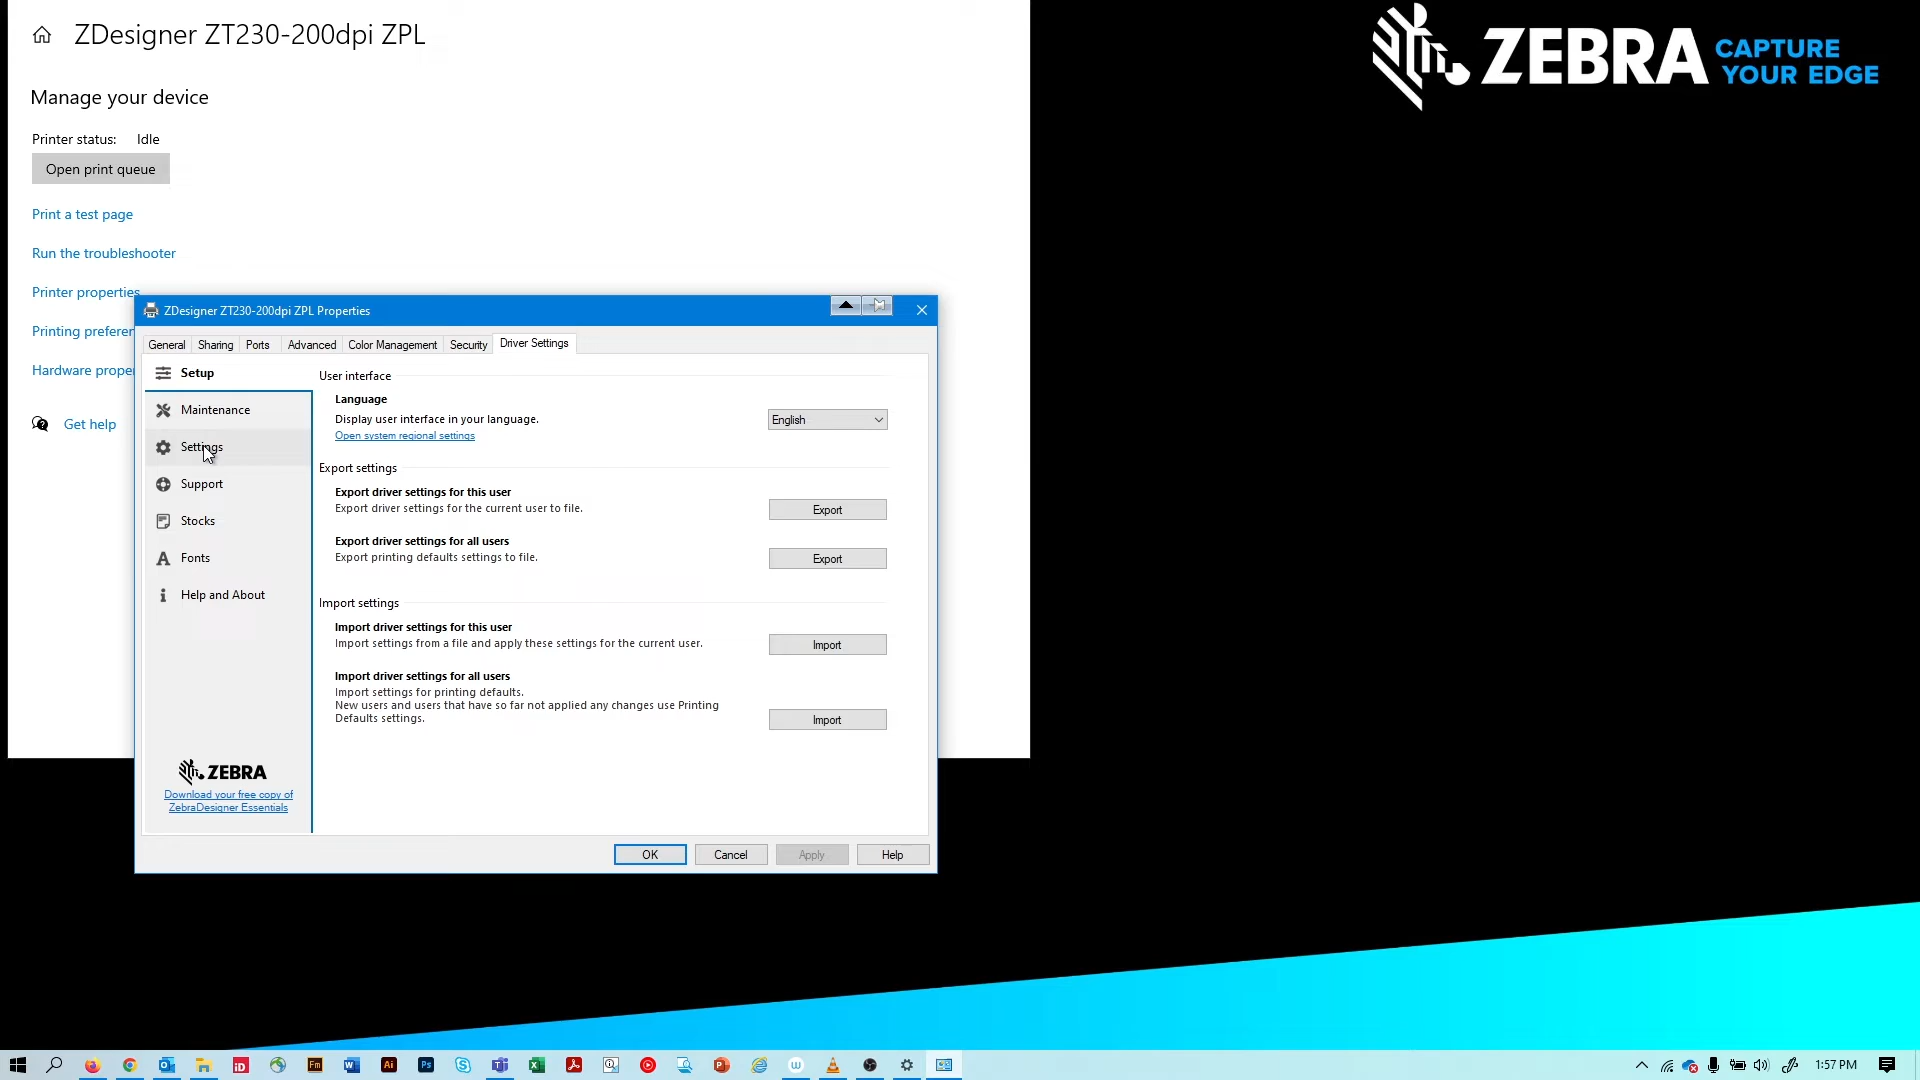 ZDesigner ZT230-200dpi ZPL
ZEBRA CAPTURE
YOUR EDGE
Manage your device
Printer status: Idle
Open print queue
Print a test page
Run the troubleshooter
Printer properties
Printing preferen
Hardware proper
Get help
ZDesigner ZT230-200dpi ZPL Properties
General Sharing Ports Advanced Color Management Security Driver Settings
Setup
Maintenance
Settings
Support
Stocks
Fonts
Help and About
ZEBRA
Download your free copy of
ZebraDesigner Essentials
User interface
Language
Display user interface in your language.
English
Open system regional settings
Export settings
Export driver settings for this user
Export driver settings for the current user to file.
Export
Export driver settings for all users
Export printing defaults settings to file.
Export
Import settings
Import driver settings for this user
Import settings from a file and apply these settings for the current user.
Import
Import driver settings for all users
Import settings for printing defaults.
New users and users that have so far not applied any changes use Printing
Defaults settings.
Import
OK Cancel Apply Help
iD Fm W Ai Ps S X P W
1:57 PM